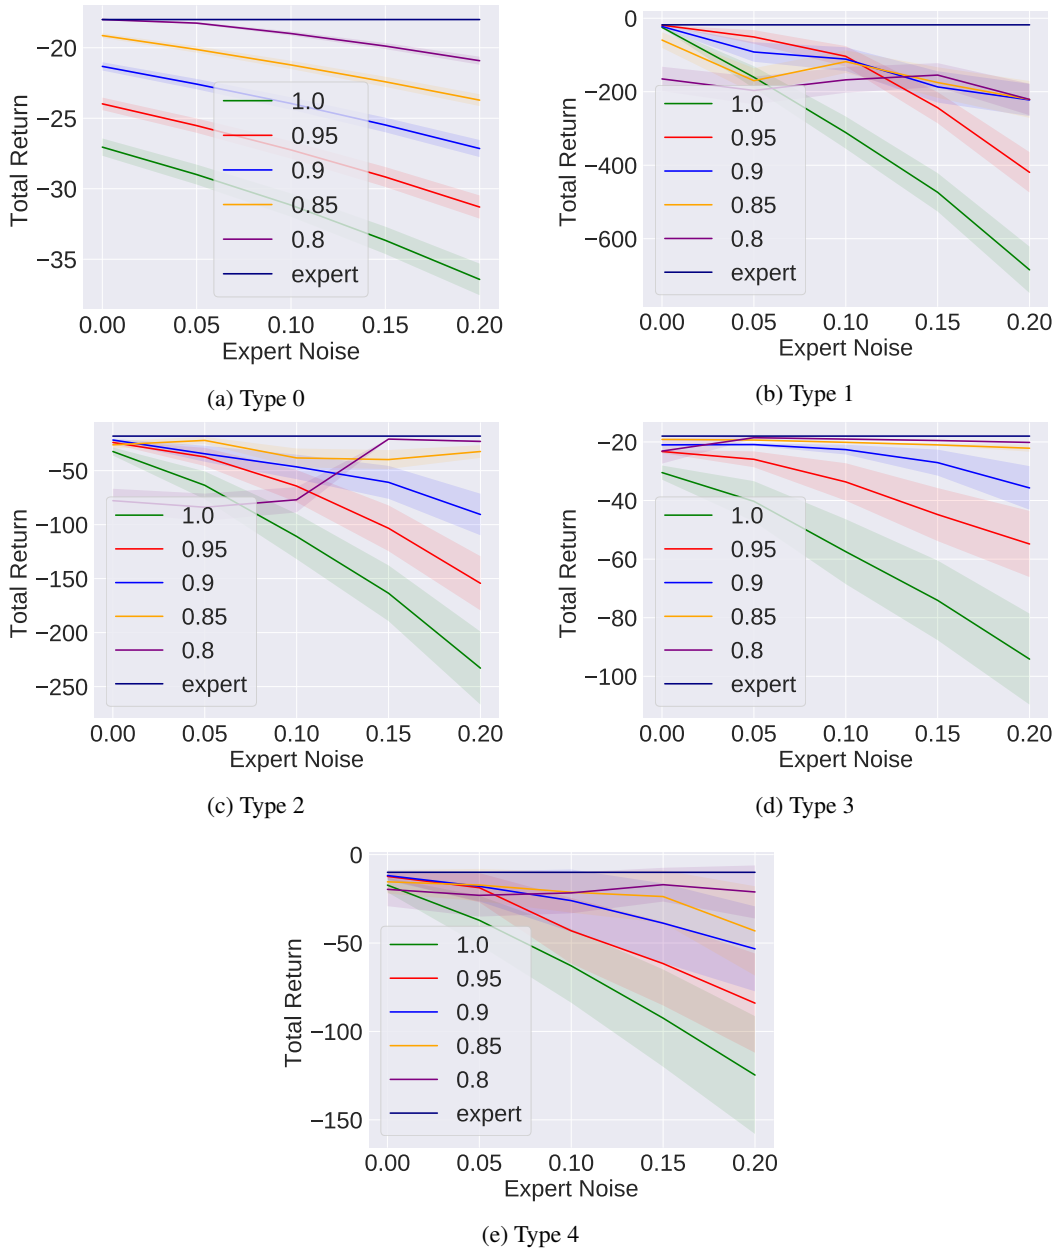 Total Return
−20
−25
−30
−35
1.0
0.95
0.9
0.85
0.8
expert
0.00 0.05 0.10 0.15 0.20
Expert Noise
(a) Type 0
Total Return
0
−200
−400
−600
1.0
0.95
0.9
0.85
0.8
expert
0.00 0.05 0.10 0.15 0.20
Expert Noise
(b) Type 1
Total Return
−50
−100
−150
−200
−250
1.0
0.95
0.9
0.85
0.8
expert
0.00 0.05 0.10 0.15 0.20
Expert Noise
(c) Type 2
Total Return
−20
−40
−60
−80
−100
1.0
0.95
0.9
0.85
0.8
expert
0.00 0.05 0.10 0.15 0.20
Expert Noise
(d) Type 3
Total Return
0
−50
−100
−150
1.0
0.95
0.9
0.85
0.8
expert
0.00 0.05 0.10 0.15 0.20
Expert Noise
(e) Type 4